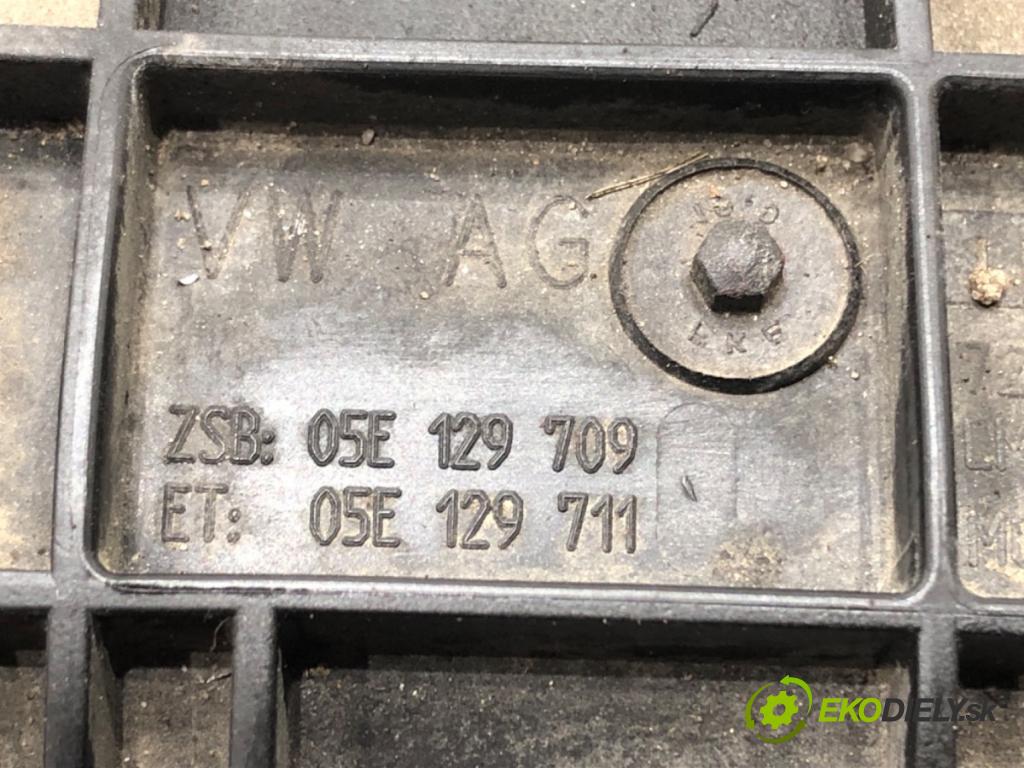 VW AG
ZSB: 05E 129 709
ET: 05E 129 711
EKODIELY.sk